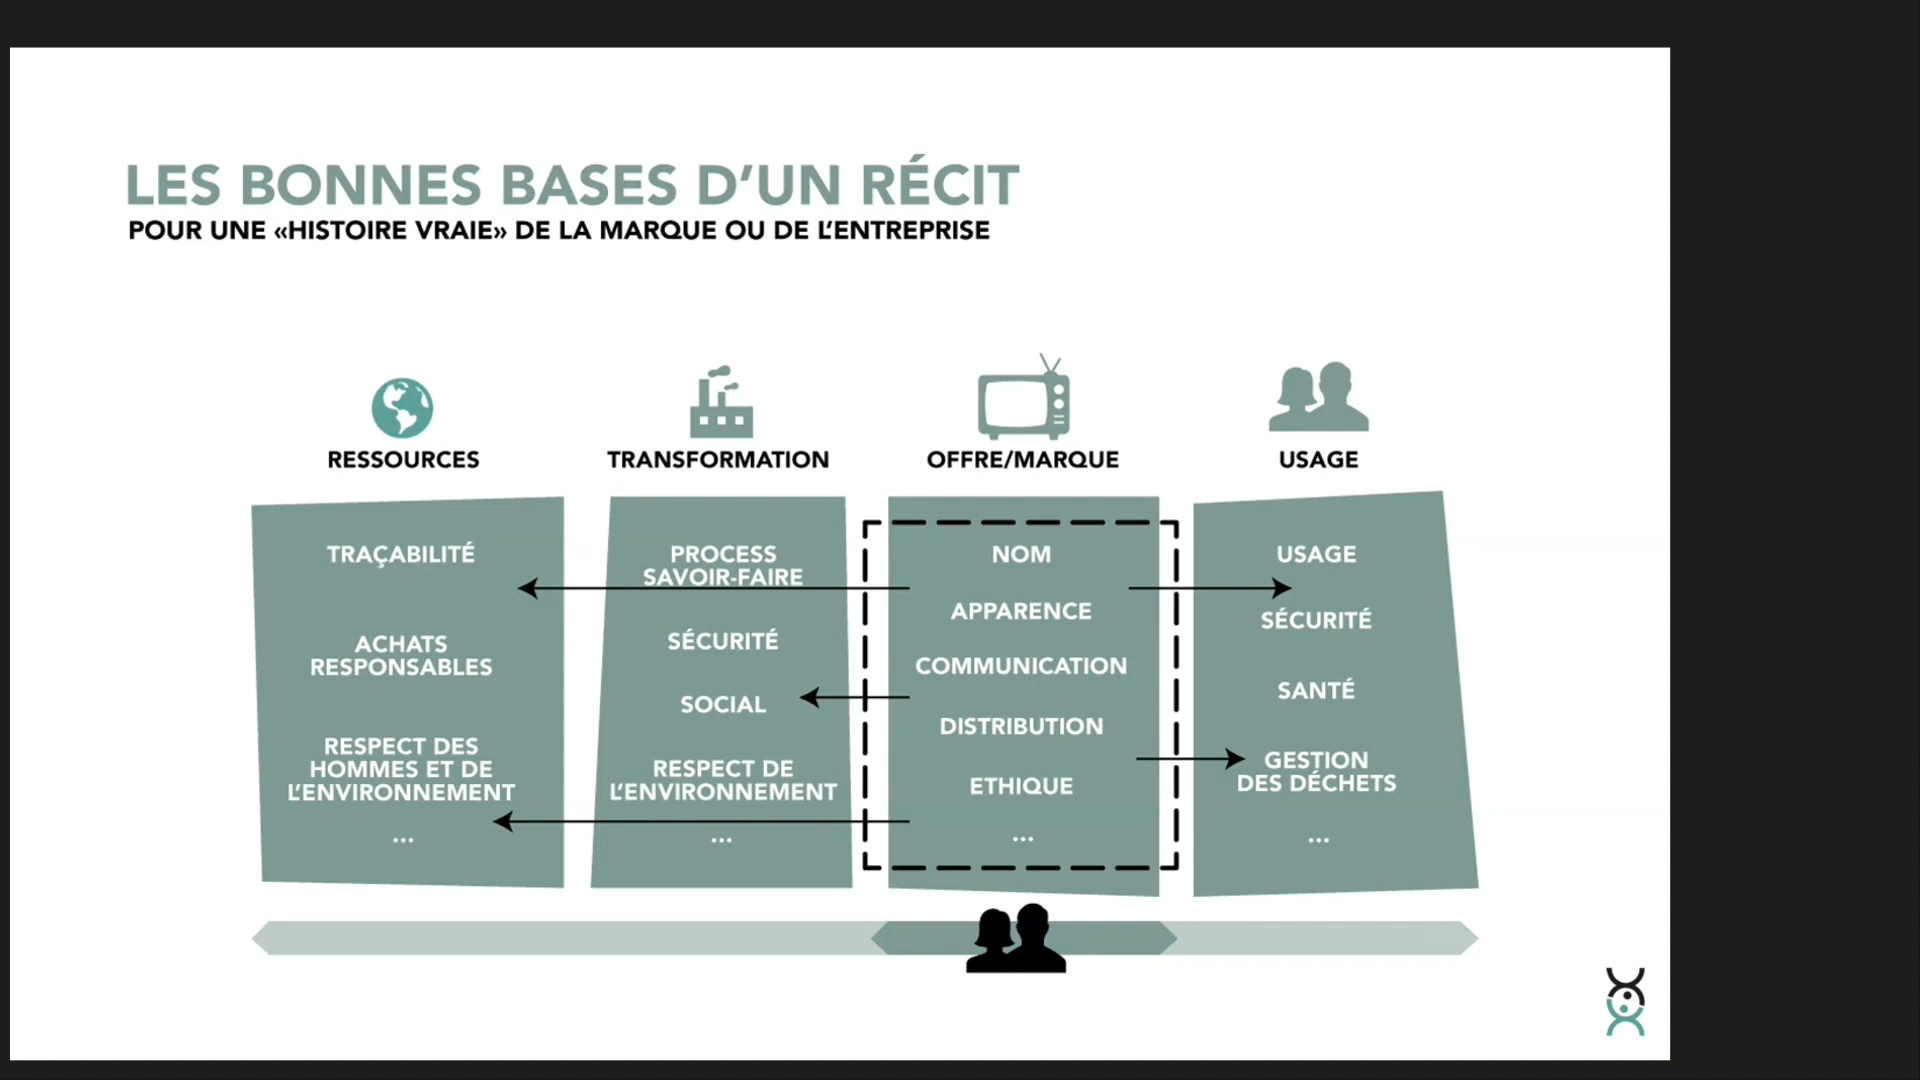 LES BONNES BASES D'UN RÉCIT
POUR UNE «HISTOIRE VRAIE» DE LA MARQUE OU DE L'ENTREPRISE
RESSOURCES
TRAÇABILITÉ
ACHATS
RESPONSABLES
RESPECT DES
HOMMES ET DE
L'ENVIRONNEMENT
...
TRANSFORMATION
PROCESS
SAVOIR-FAIRE
SÉCURITÉ
SOCIAL
RESPECT DE
L'ENVIRONNEMENT
...
OFFRE/MARQUE
NOM
APPARENCE
COMMUNICATION
DISTRIBUTION
ETHIQUE
...
USAGE
USAGE
SÉCURITÉ
SANTÉ
GESTION
DES DÉCHETS
...